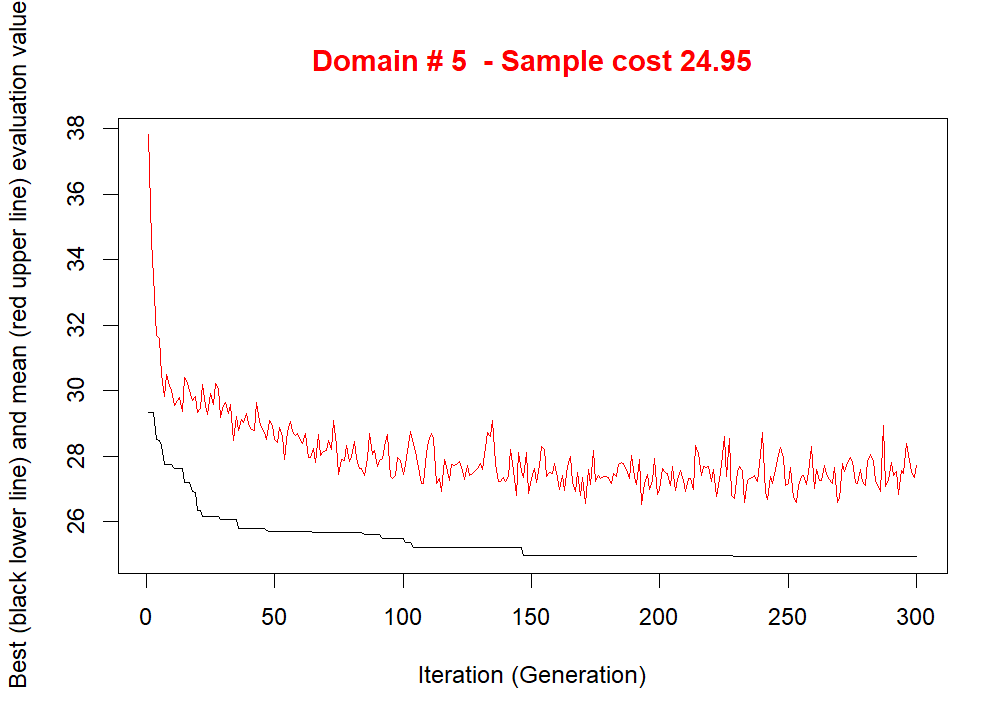 Domain # 5  - Sample cost 24.95
Best (black lower line) and mean (red upper line) evaluation value
38
36
34
32
30
28
26
0 50 100 150 200 250 300
Iteration (Generation)